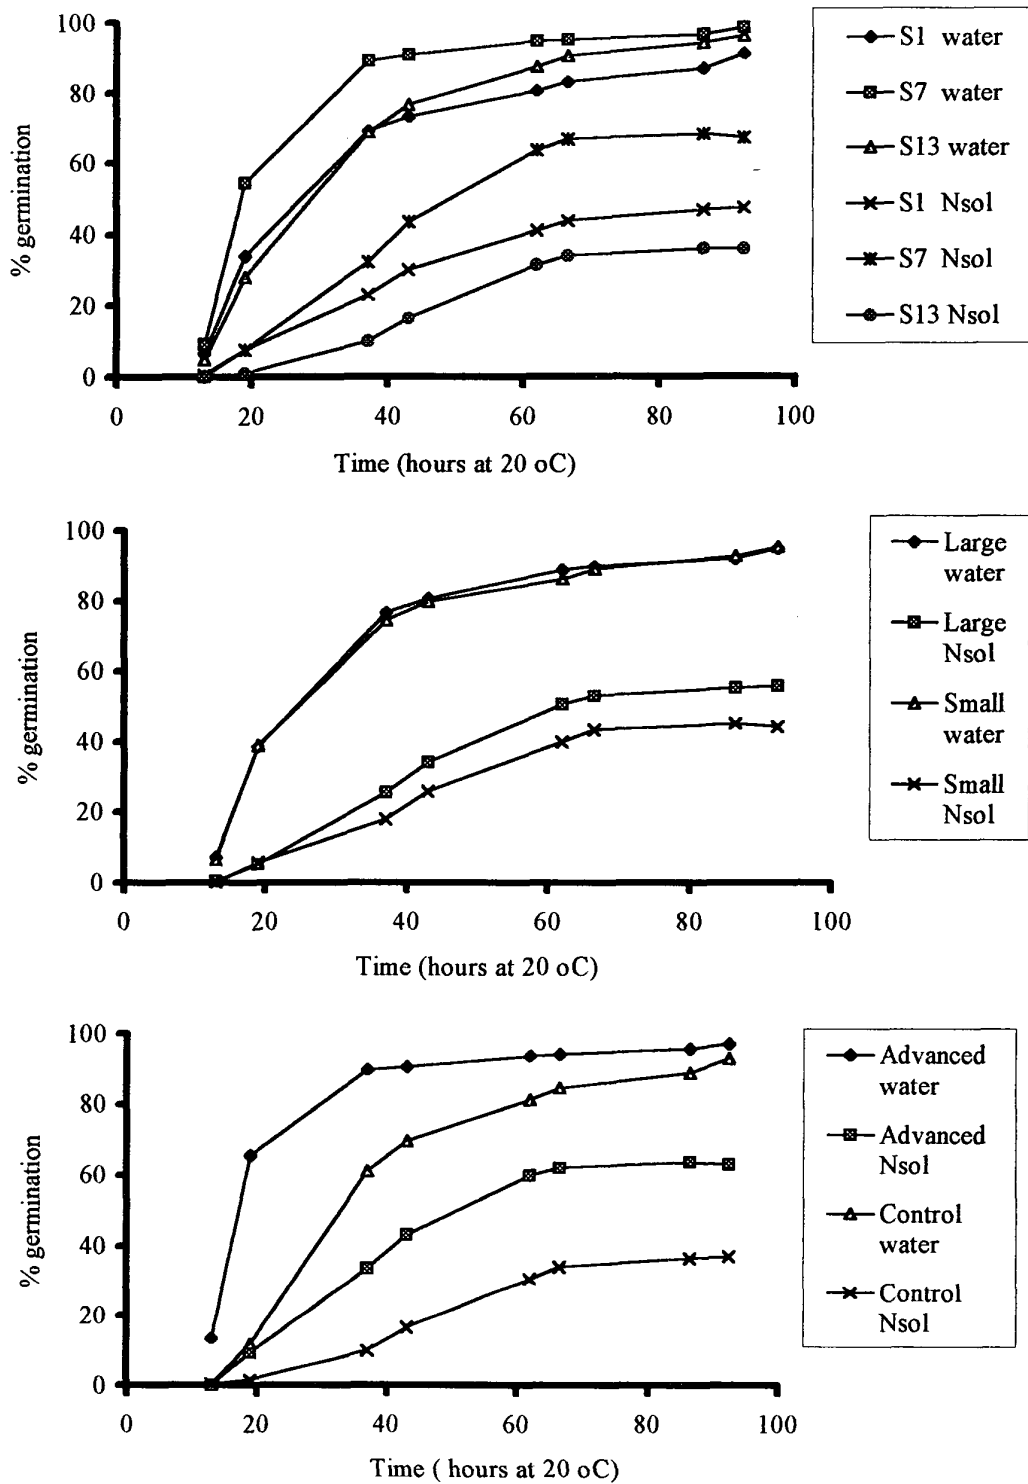 100
80
60
40
20
0
% germination
0 20 40 60 80 100
Time (hours at 20 oC)
S1 water
S7 water
S13 water
S1 Nsol
S7 Nsol
S13 Nsol
100
80
60
40
20
0
% germination
0 20 40 60 80 100
Time (hours at 20 oC)
Large
water
Large
Nsol
Small
water
Small
Nsol
100
80
60
40
20
0
% germination
0 20 40 60 80 100
Time ( hours at 20 oC)
Advanced
water
Advanced
Nsol
Control
water
Control
Nsol